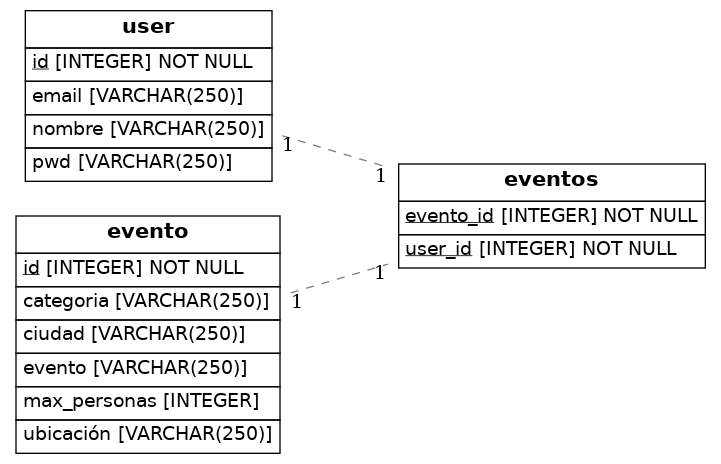 user
id [INTEGER] NOT NULL
email [VARCHAR(250)]
nombre [VARCHAR(250)]
pwd [VARCHAR(250)]
1
1
eventos
evento_id [INTEGER] NOT NULL
user_id [INTEGER] NOT NULL
evento
id [INTEGER] NOT NULL
categoria [VARCHAR(250)]
ciudad [VARCHAR(250)]
evento [VARCHAR(250)]
max_personas [INTEGER]
ubicación [VARCHAR(250)]
1
1